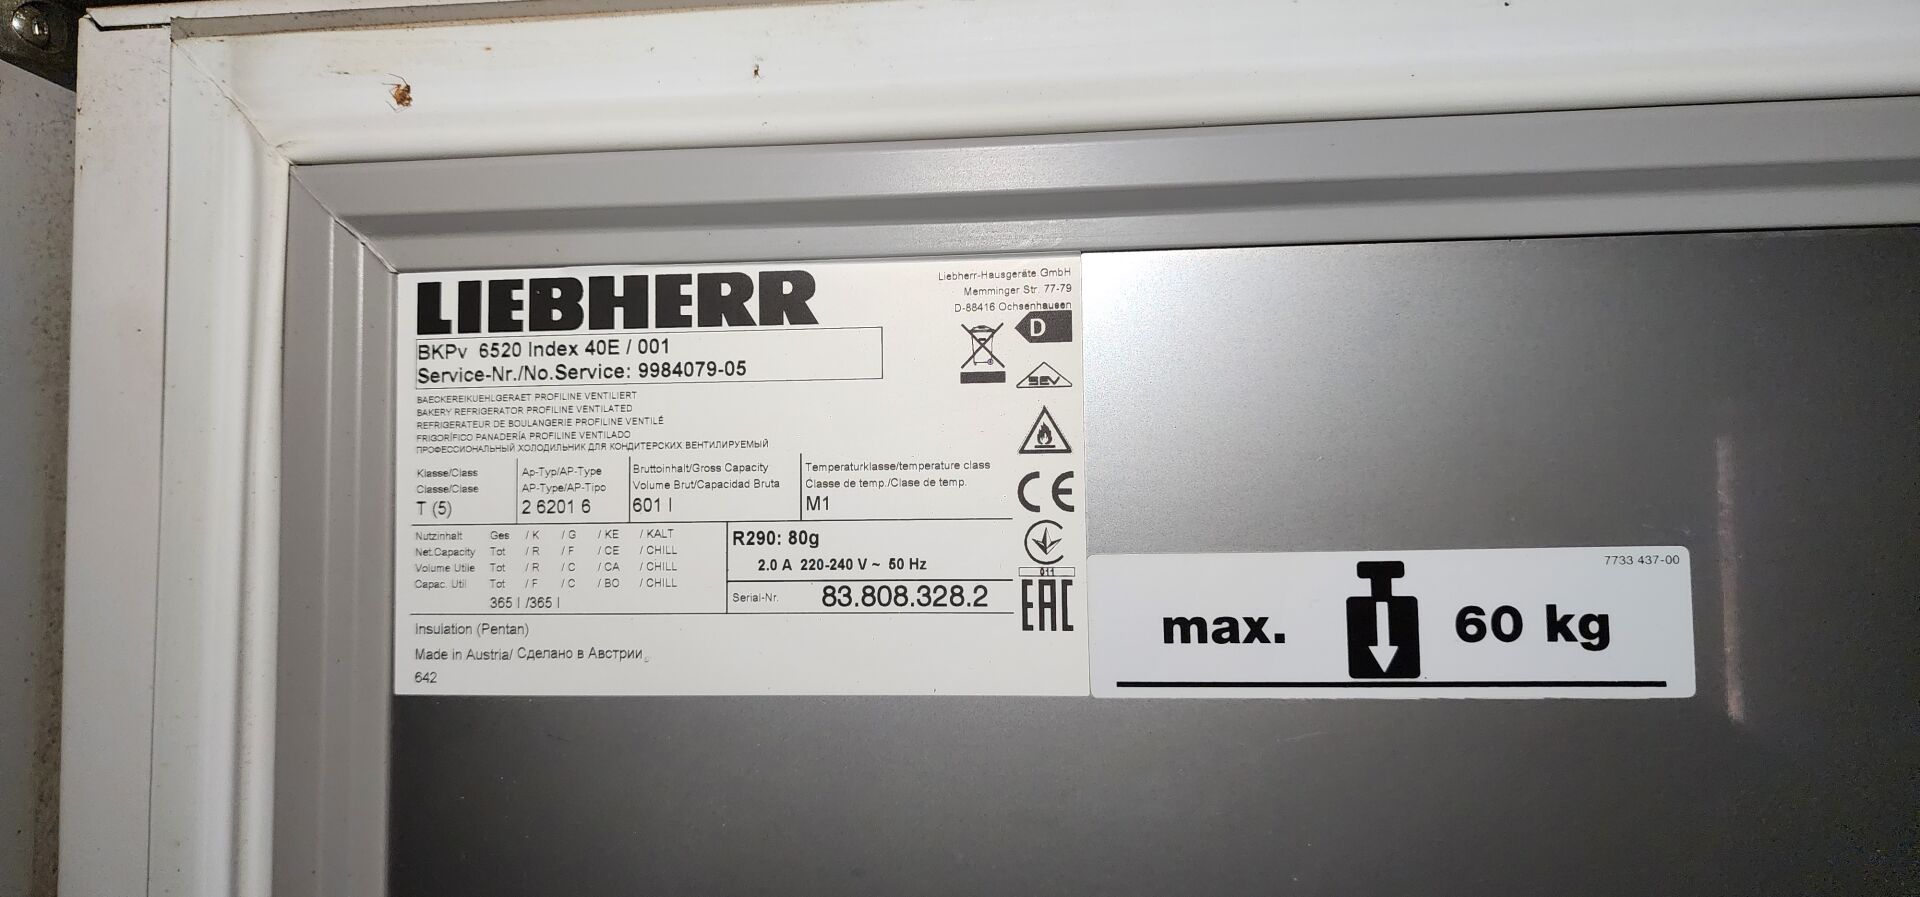 LIEBHERR
Liebherr-Hausgeräte GmbH
Memminger Str. 77-79
D-88416 Ochsenhausen
D
BKPv 6520 Index 40E / 001
Service-Nr./No.Service: 9984079-05
SEV
BAECKEREIKUEHLGERAET PROFILINE VENTILIERT
BAKERY REFRIGERATOR PROFILINE VENTILATED
REFRIGERATEUR DE BOULANGERIE PROFILINE VENTILÉ
FRIGORÍFICO PANADERÍA PROFILINE VENTILADO
ПРОФЕССИОНАЛЬНЫЙ ХОЛОДИЛЬНИК ДЛЯ КОНДИТЕРСКИХ ВЕНТИЛИРУЕМЫЙ
Klasse/Class
Classe/Clase
T (5)
Ap-Typ/AP-Type
AP-Type/AP-Tipo
2 6201 6
Bruttoinhalt/Gross Capacity
Volume Brut/Capacidad Bruta
601 l
Temperaturklasse/temperature class
Classe de temp./Clase de temp.
M1
CE
Nutzinhalt Ges / K / G / KE / KALT
Net.Capacity Tot / R / F / CE / CHILL
Volume Utile Tot / R / C / CA / CHILL
Capac. Util Tot / F / C / BO / CHILL
365 l /365 l
R290: 80g
2.0 A 220-240 V ~ 50 Hz
Serial-Nr. 83.808.328.2
011
EAC
Insulation (Pentan)
Made in Austria/ Сделано в Австрии
642
7733 437-00
max. 60 kg